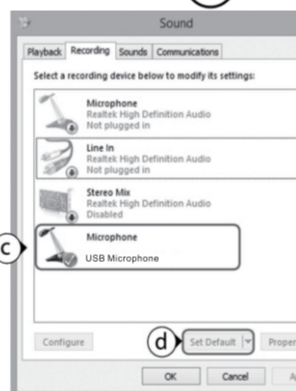 Sound
Playback Recording Sounds Communications
Select a recording device below to modify its settings:
Microphone
Realtek High Definition Audio
Not plugged in
Line In
Realtek High Definition Audio
Not plugged in
Stereo Mix
Realtek High Definition Audio
Disabled
c
Microphone
USB Microphone
Configure d Set Default Proper
OK Cancel A